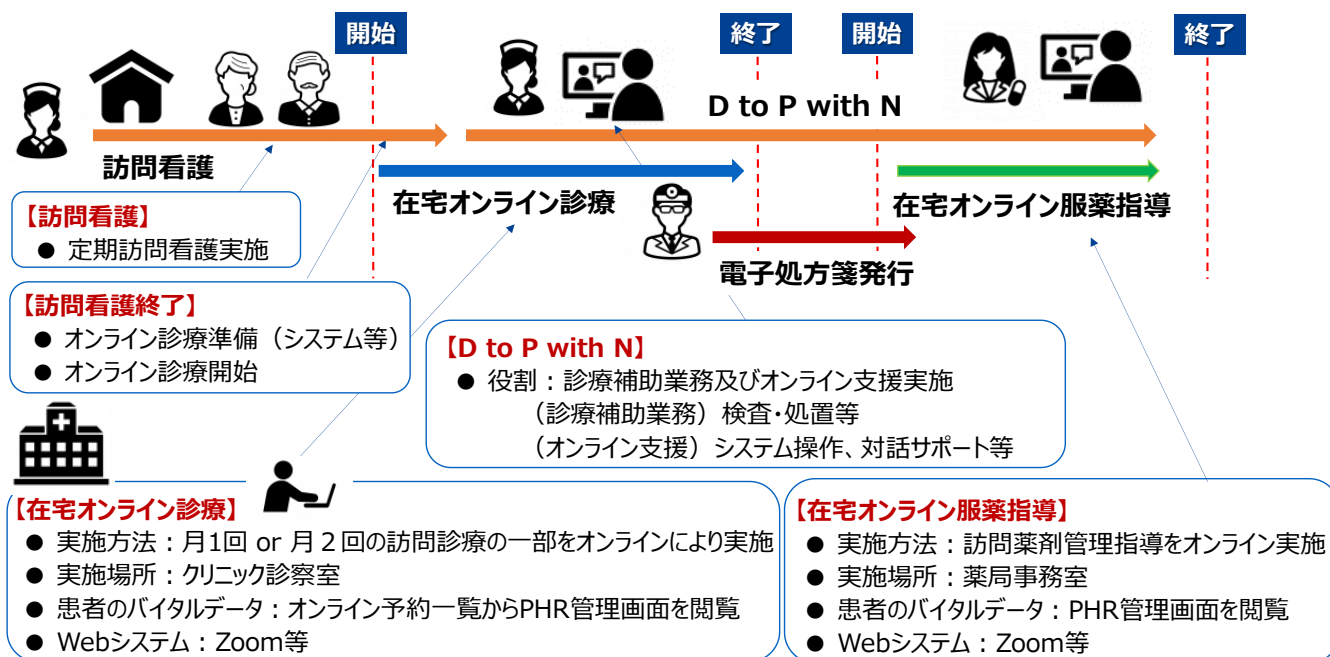 開始
終了
開始
終了
D to P with N
訪問看護
在宅オンライン診療
在宅オンライン服薬指導
電子処方箋発行
【訪問看護】
● 定期訪問看護実施
【訪問看護終了】
● オンライン診療準備（システム等）
● オンライン診療開始
【D to P with N】
● 役割：診療補助業務及びオンライン支援実施
（診療補助業務）検査・処置等
（オンライン支援）システム操作、対話サポート等
【在宅オンライン診療】
● 実施方法：月1回 or 月２回の訪問診療の一部をオンラインにより実施
● 実施場所：クリニック診察室
● 患者のバイタルデータ：オンライン予約一覧からPHR管理画面を閲覧
● Webシステム：Zoom等
【在宅オンライン服薬指導】
● 実施方法：訪問薬剤管理指導をオンライン実施
● 実施場所：薬局事務室
● 患者のバイタルデータ：PHR管理画面を閲覧
● Webシステム：Zoom等